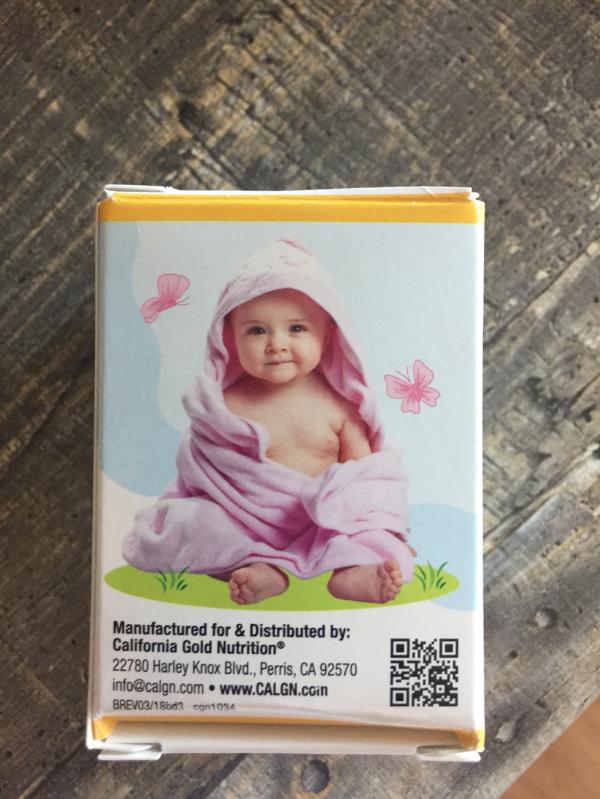 Manufactured for & Distributed by:
California Gold Nutrition®
22780 Harley Knox Blvd., Perris, CA 92570
info@calgn.com • www.CALGN.com
BREV03/18bd3 cgn1034